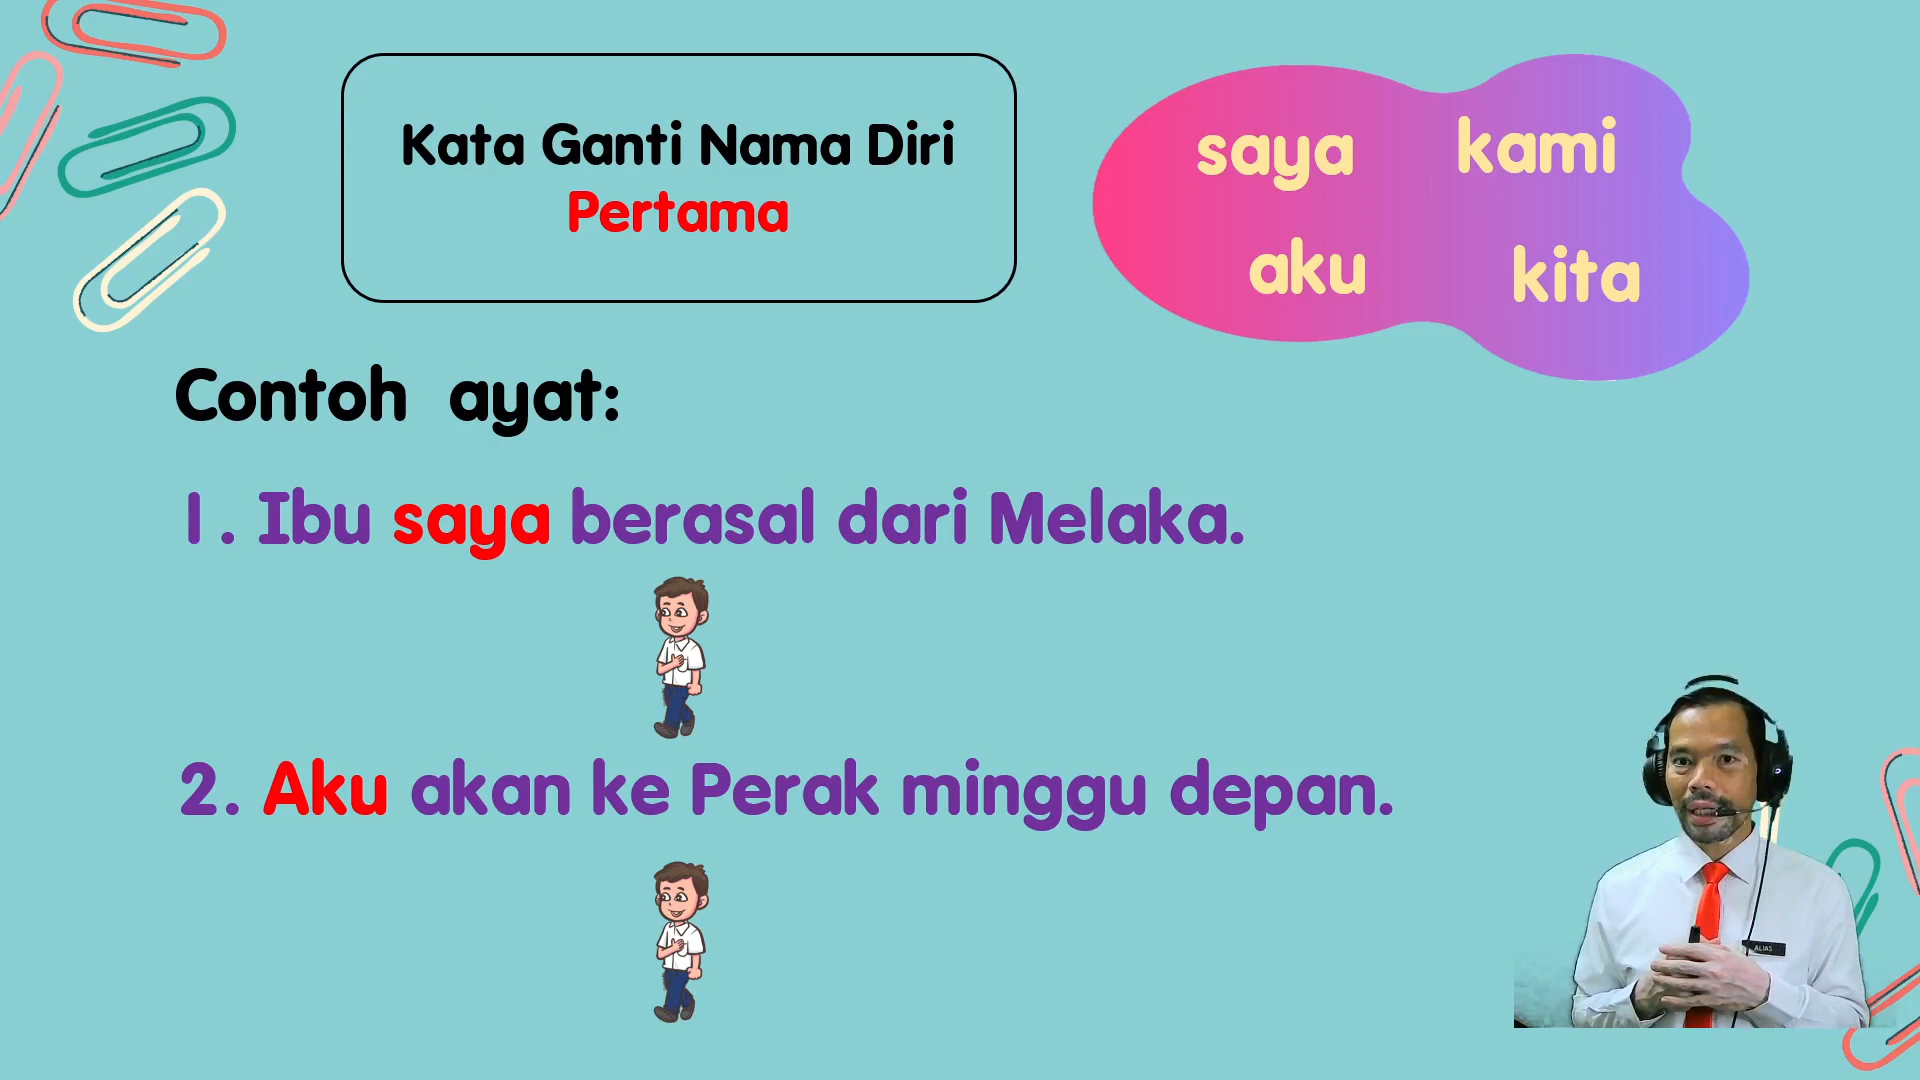 Kata Ganti Nama Diri
Pertama
saya kami
aku kita
Contoh ayat:
1. Ibu saya berasal dari Melaka.
2. Aku akan ke Perak minggu depan.
ALIAS